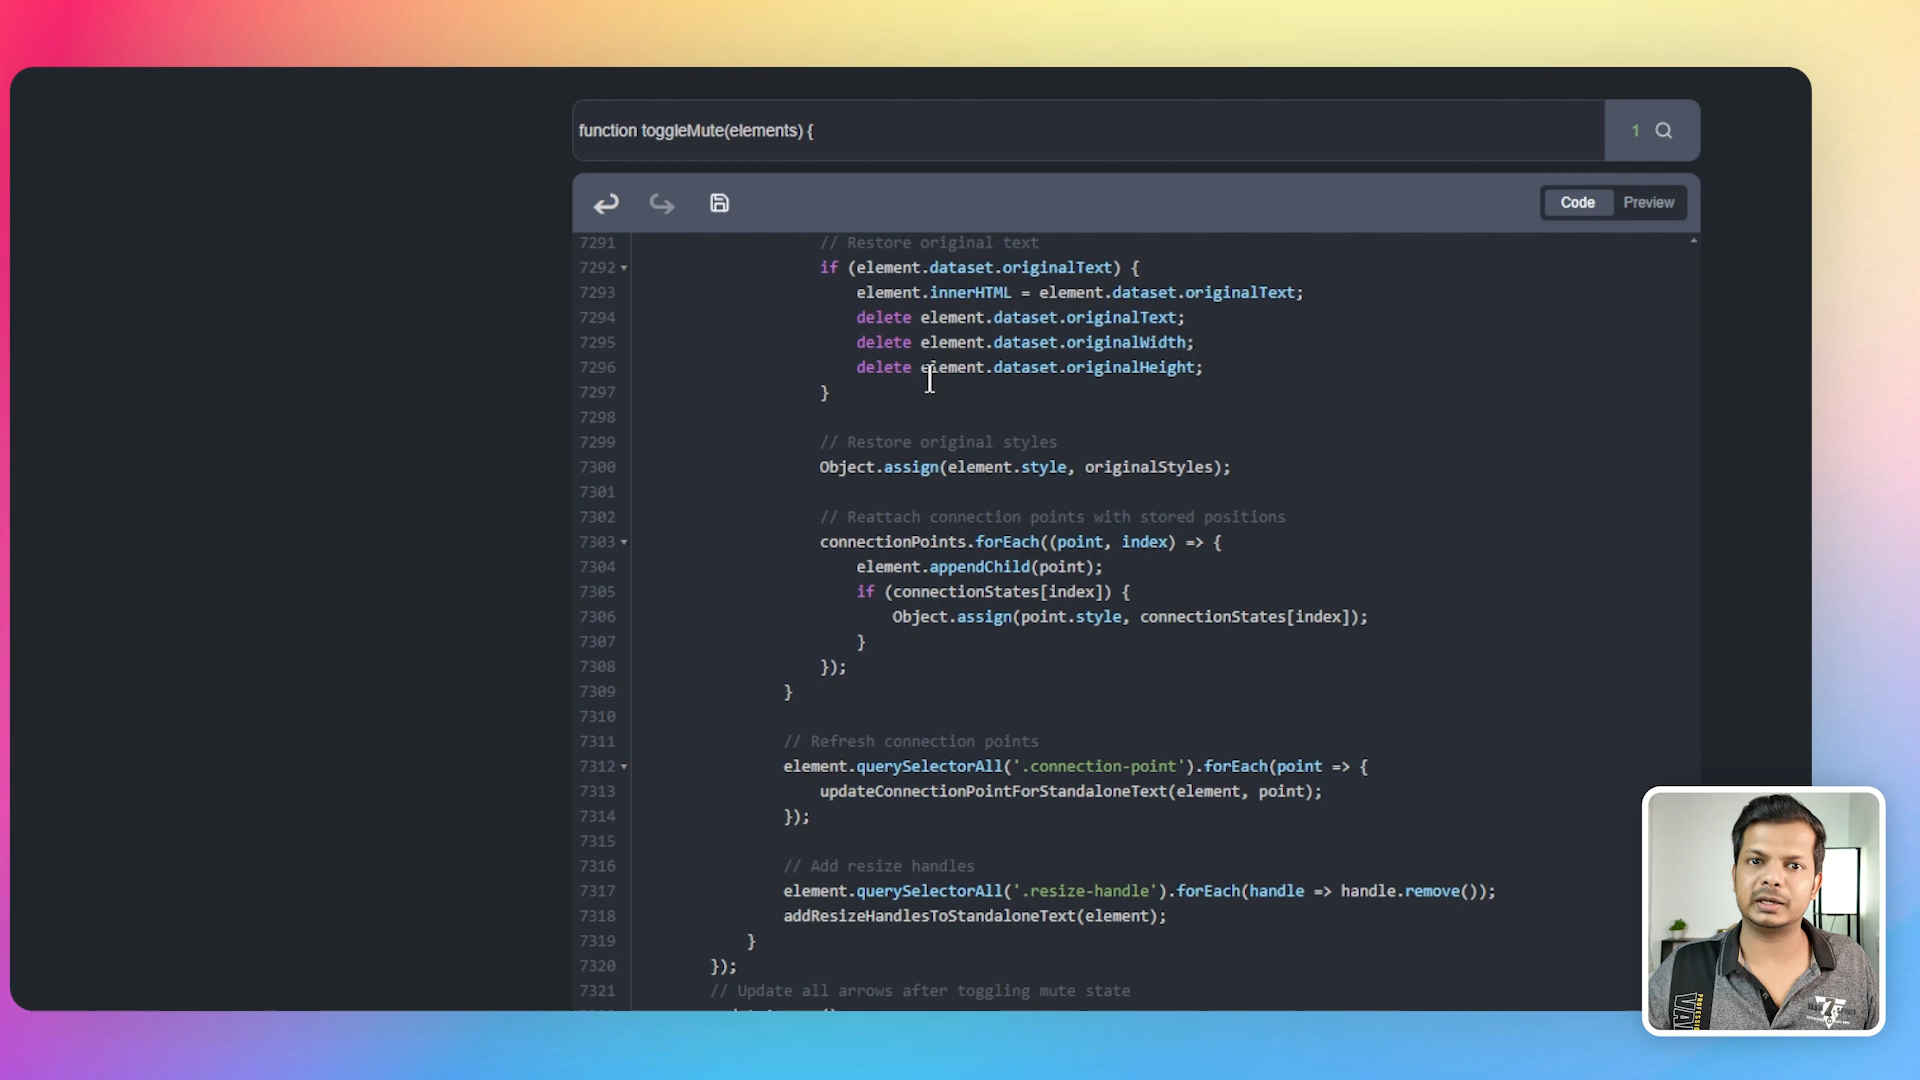 function toggleMute(elements) {
1
Code Preview
7291 // Restore original text
7292 if (element.dataset.originalText) {
7293 element.innerHTML = element.dataset.originalText;
7294 delete element.dataset.originalText;
7295 delete element.dataset.originalWidth;
7296 delete element.dataset.originalHeight;
7297 }
7298
7299 // Restore original styles
7300 Object.assign(element.style, originalStyles);
7301
7302 // Reattach connection points with stored positions
7303 connectionPoints.forEach((point, index) => {
7304 element.appendChild(point);
7305 if (connectionStates[index]) {
7306 Object.assign(point.style, connectionStates[index]);
7307 }
7308 });
7309 }
7310
7311 // Refresh connection points
7312 element.querySelectorAll('.connection-point').forEach(point => {
7313 updateConnectionPointForStandaloneText(element, point);
7314 });
7315
7316 // Add resize handles
7317 element.querySelectorAll('.resize-handle').forEach(handle => handle.remove());
7318 addResizeHandlesToStandaloneText(element);
7319 }
7320 });
7321 // Update all arrows after toggling mute state